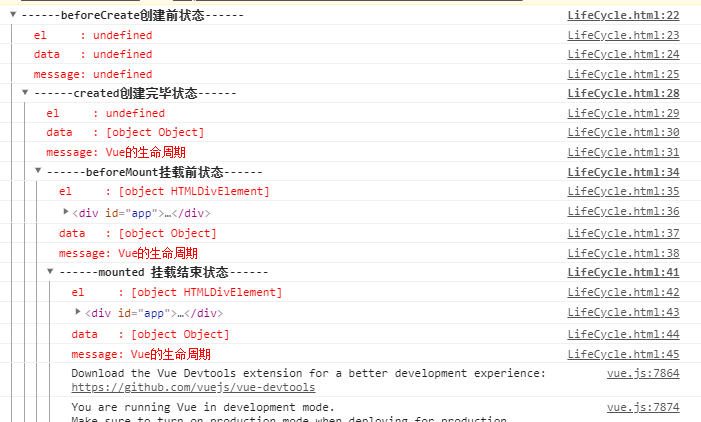 ------beforeCreate创建前状态------ LifeCycle.html:22
el : undefined LifeCycle.html:23
data : undefined LifeCycle.html:24
message: undefined LifeCycle.html:25
------created创建完毕状态------ LifeCycle.html:28
el : undefined LifeCycle.html:29
data : [object Object] LifeCycle.html:30
message: Vue的生命周期 LifeCycle.html:31
------beforeMount挂载前状态------ LifeCycle.html:34
el : [object HTMLDivElement] LifeCycle.html:35
<div id="app">…</div> LifeCycle.html:36
data : [object Object] LifeCycle.html:37
message: Vue的生命周期 LifeCycle.html:38
------mounted 挂载结束状态------ LifeCycle.html:41
el : [object HTMLDivElement] LifeCycle.html:42
<div id="app">…</div> LifeCycle.html:43
data : [object Object] LifeCycle.html:44
message: Vue的生命周期 LifeCycle.html:45
Download the Vue Devtools extension for a better development experience: vue.js:7864
https://github.com/vuejs/vue-devtools
You are running Vue in development mode. vue.js:7874
Make sure to turn on production mode when deploying for production.